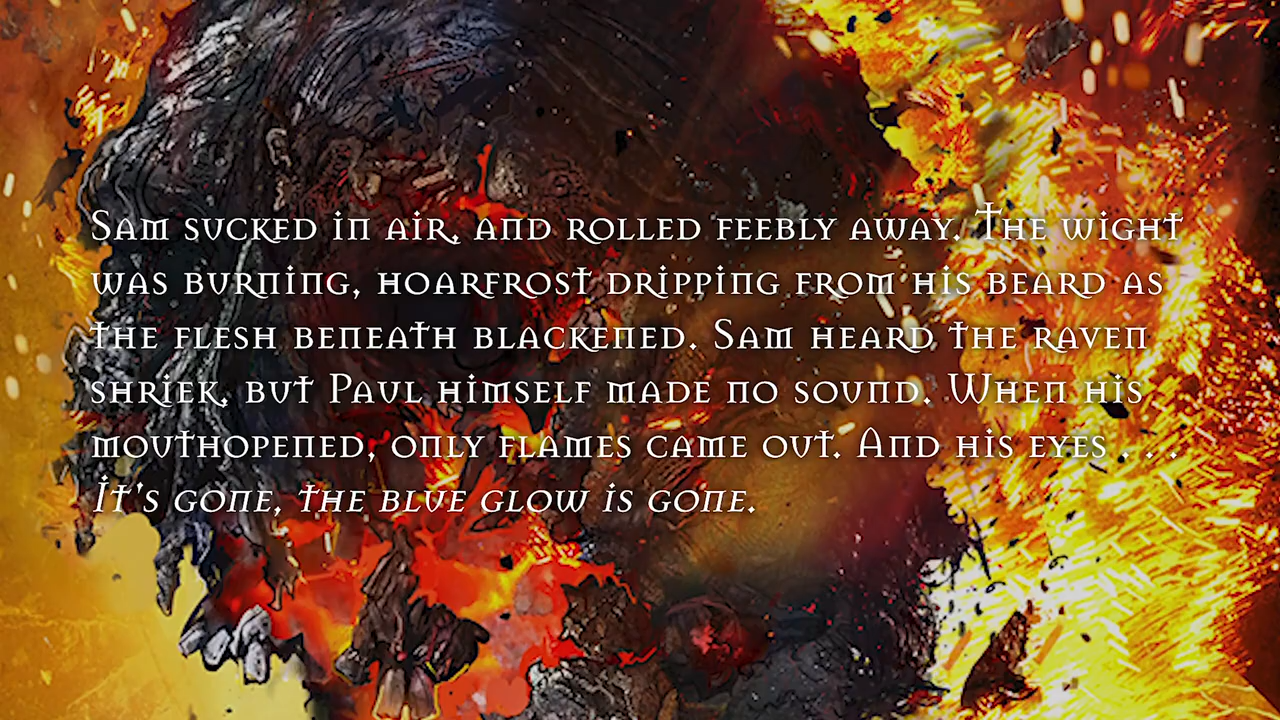 Sam sucked in air, and rolled feebly away. The wight
was burning, hoarfrost dripping from his beard as
the flesh beneath blackened. Sam heard the raven
shriek, but Paul himself made no sound. When his
mouthopened, only flames came out. And his eyes . . .
It's gone, the blue glow is gone.